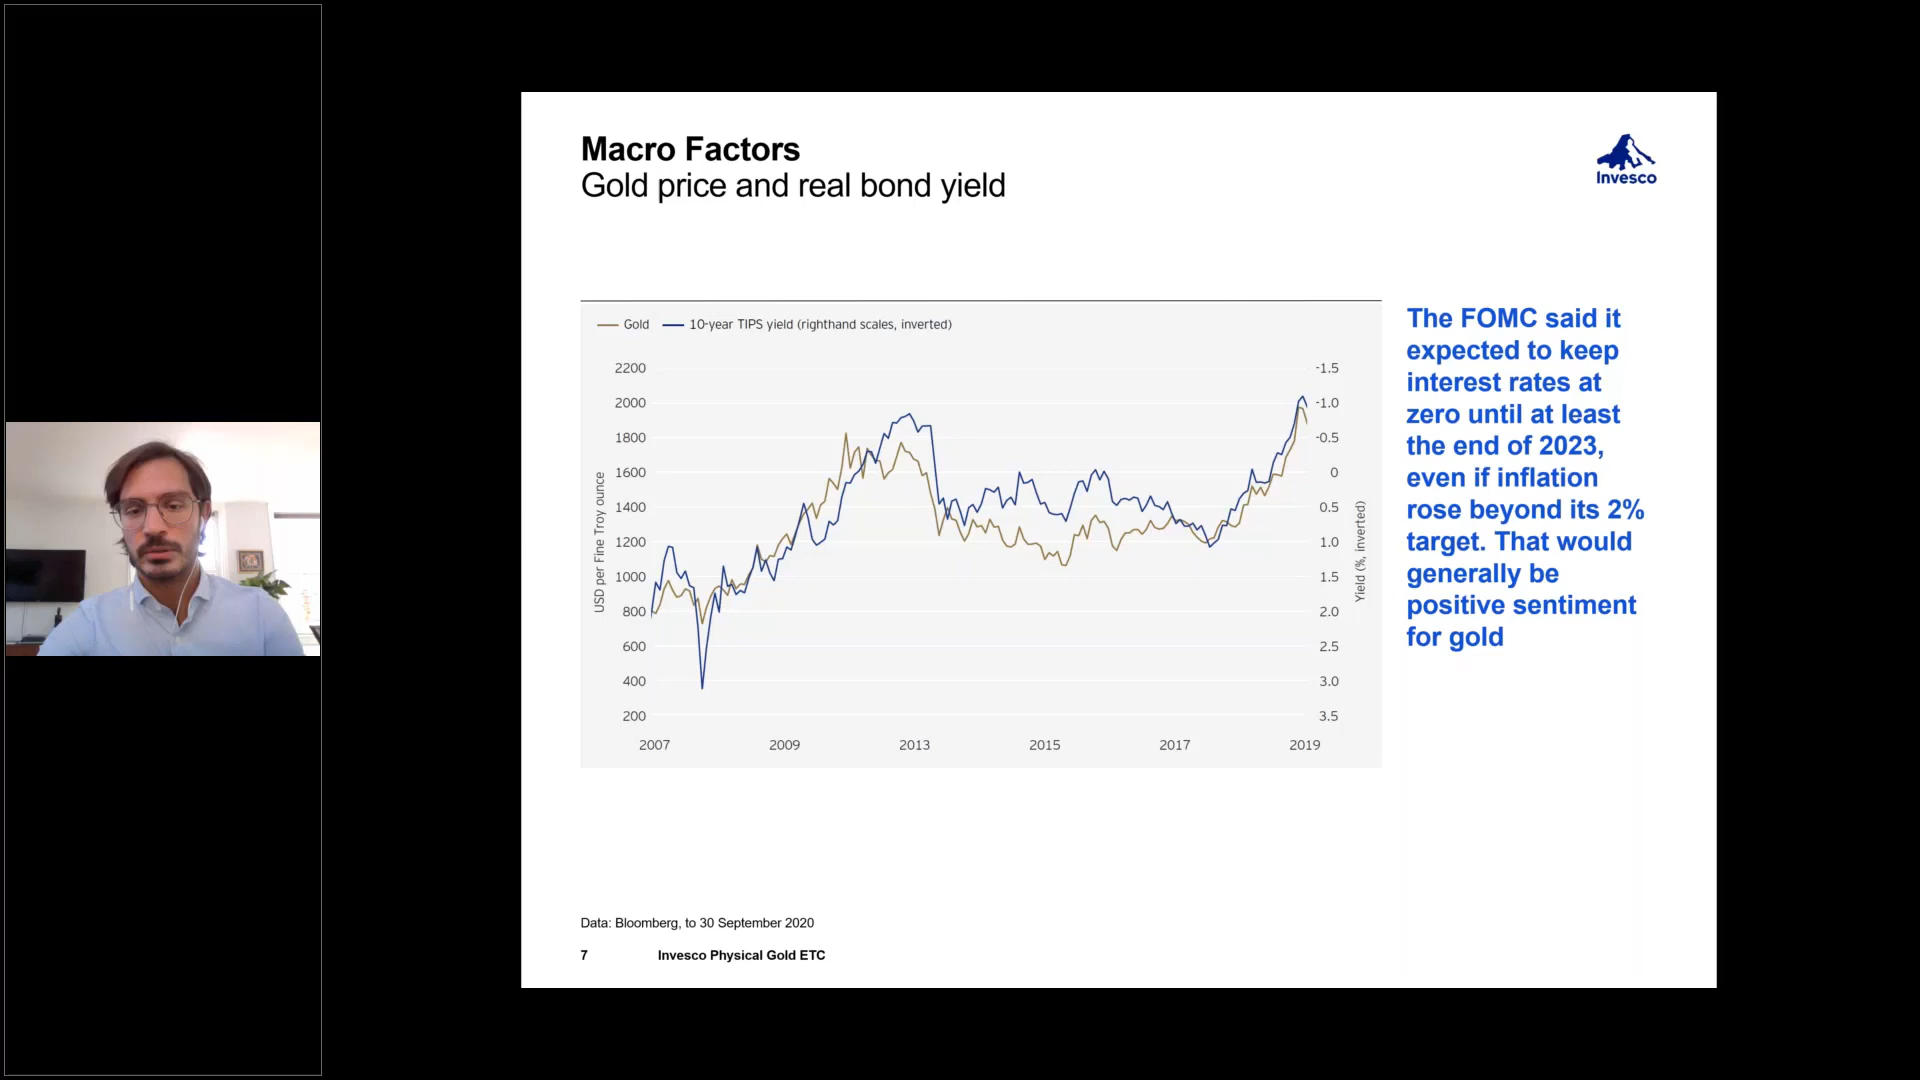 Macro Factors
Gold price and real bond yield
Invesco
Gold 10-year TIPS yield (righthand scales, inverted)
2200
2000
1800
1600
1400
1200
1000
800
600
400
200
USD per Fine Troy ounce
-1.5
-1.0
-0.5
0
0.5
1.0
1.5
2.0
2.5
3.0
3.5
Yield (%, inverted)
2007 2009 2013 2015 2017 2019
The FOMC said it
expected to keep
interest rates at
zero until at least
the end of 2023,
even if inflation
rose beyond its 2%
target. That would
generally be
positive sentiment
for gold
Data: Bloomberg, to 30 September 2020
7 Invesco Physical Gold ETC